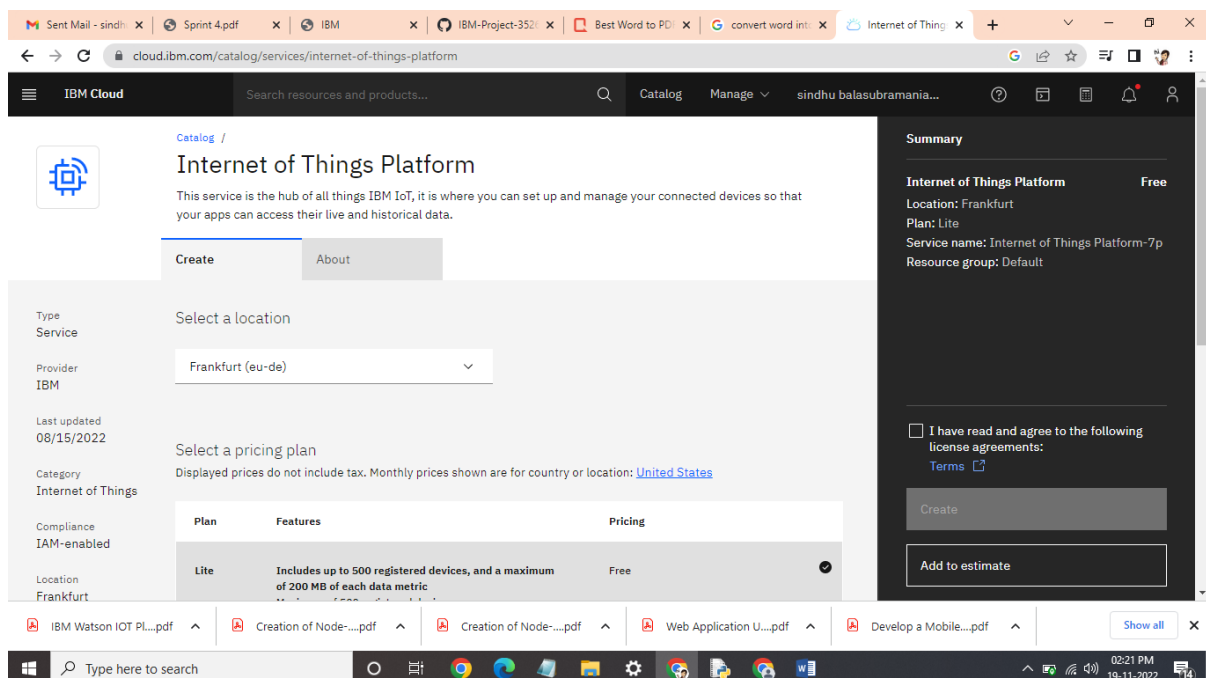 Sent Mail - sindh
Sprint 4.pdf
IBM
IBM-Project-352
Best Word to PD
convert word int
Internet of Thing
cloud.ibm.com/catalog/services/internet-of-things-platform
IBM Cloud
Search resources and products...
Catalog
Manage
sindhu balasubramania...
Catalog /
Internet of Things Platform
This service is the hub of all things IBM IoT, it is where you can set up and manage your connected devices so that
your apps can access their live and historical data.
Create
About
Type
Service
Provider
IBM
Last updated
08/15/2022
Category
Internet of Things
Compliance
IAM-enabled
Location
Frankfurt
Select a location
Frankfurt (eu-de)
Select a pricing plan
Displayed prices do not include tax. Monthly prices shown are for country or location: United States
Plan Features Pricing
Lite Includes up to 500 registered devices, and a maximum Free
of 200 MB of each data metric
Summary
Internet of Things Platform Free
Location: Frankfurt
Plan: Lite
Service name: Internet of Things Platform-7p
Resource group: Default
I have read and agree to the following
license agreements:
Terms
Create
Add to estimate
IBM Watson IOT Pl....pdf
Creation of Node-....pdf
Creation of Node-....pdf
Web Application U....pdf
Develop a Mobile....pdf
Show all
Type here to search
02:21 PM
19-11-2022
14